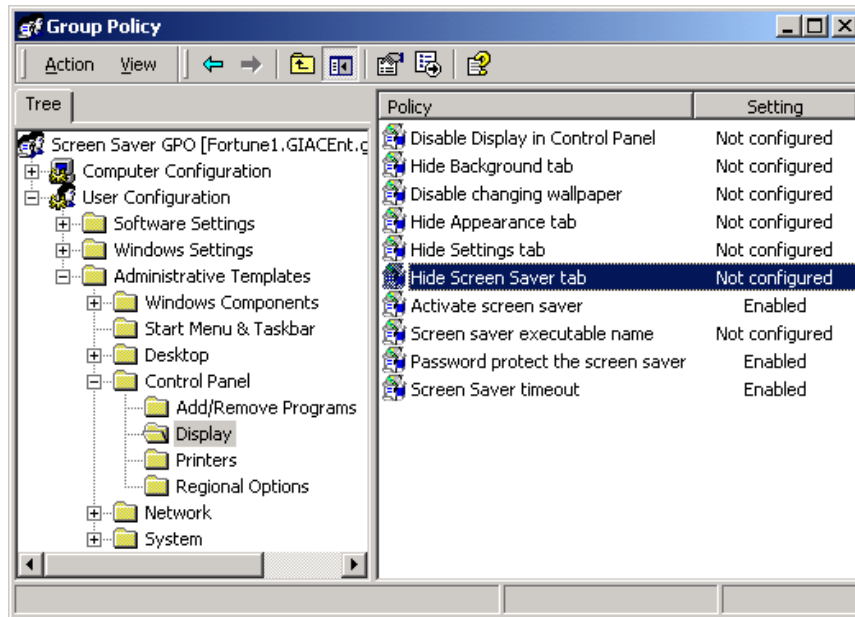 Group Policy
Action View
Tree
Screen Saver GPO [Fortune1.GIACEnt.g
Computer Configuration
User Configuration
Software Settings
Windows Settings
Administrative Templates
Windows Components
Start Menu & Taskbar
Desktop
Control Panel
Add/Remove Programs
Display
Printers
Regional Options
Network
System
Policy Setting
Disable Display in Control Panel Not configured
Hide Background tab Not configured
Disable changing wallpaper Not configured
Hide Appearance tab Not configured
Hide Settings tab Not configured
Hide Screen Saver tab Not configured
Activate screen saver Enabled
Screen saver executable name Not configured
Password protect the screen saver Enabled
Screen Saver timeout Enabled